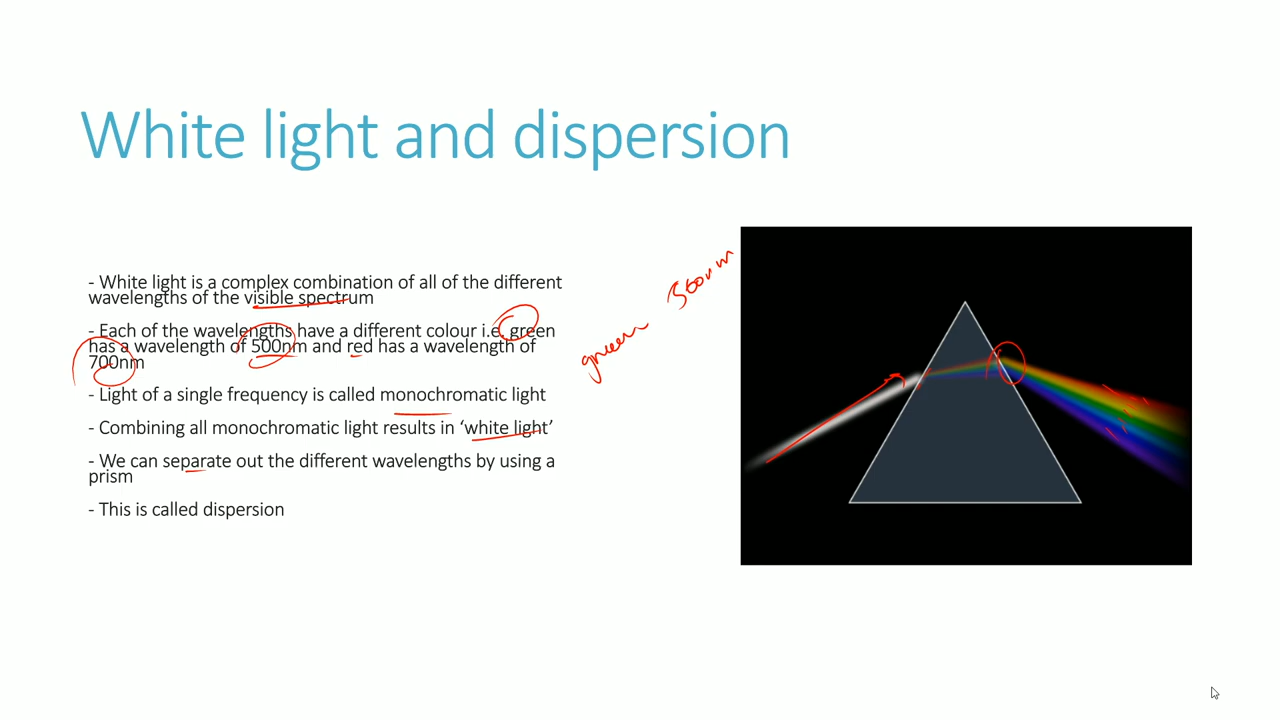 White light and dispersion
- White light is a complex combination of all of the different
wavelengths of the visible spectrum
- Each of the wavelengths have a different colour i.e. green
has a wavelength of 500nm and red has a wavelength of
700nm
- Light of a single frequency is called monochromatic light
- Combining all monochromatic light results in ‘white light’
- We can separate out the different wavelengths by using a
prism
- This is called dispersion
green